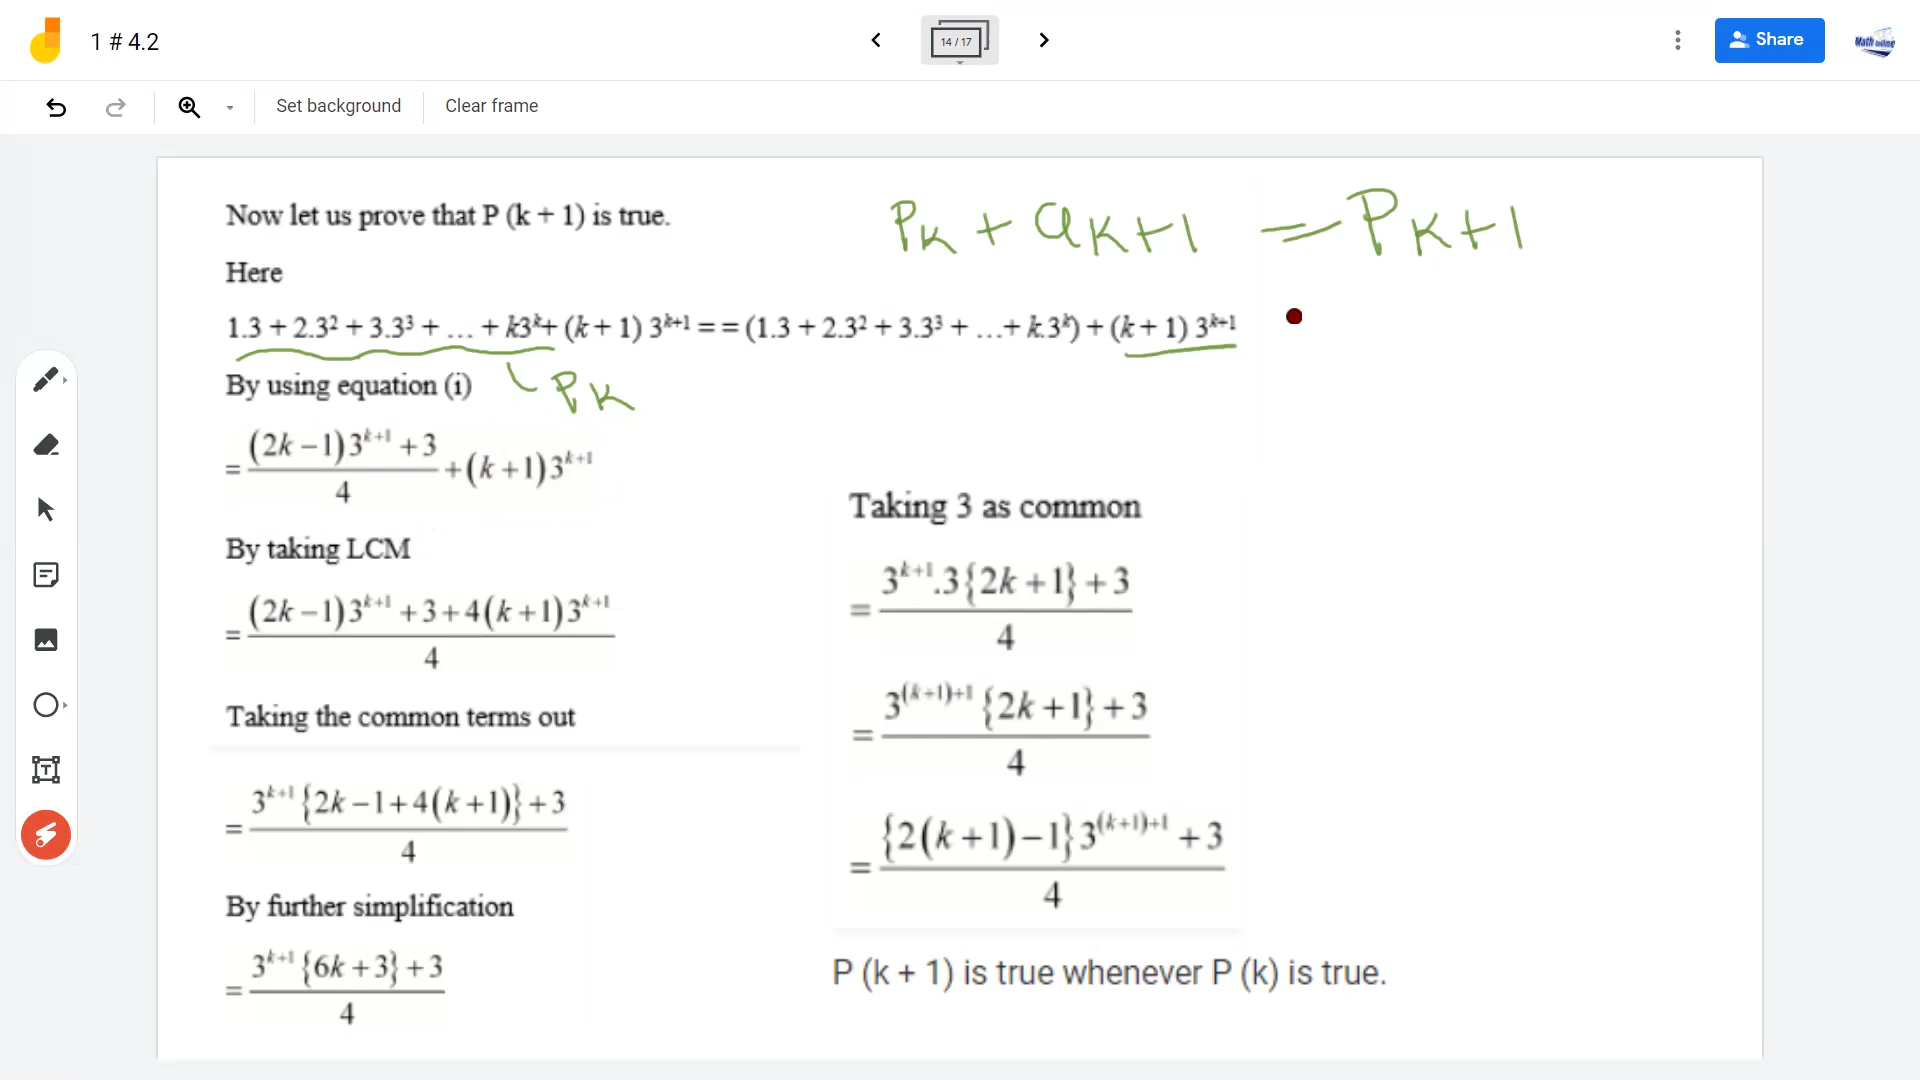 1 # 4.2
14 / 17
Share
Math online
Set background
Clear frame
Now let us prove that P (k + 1) is true.
Pk + ak+1 = Pk+1
Here
1.3 + 2.3² + 3.3³ + … + k3ᵏ+ (k + 1) 3ᵏ⁺¹ = = (1.3 + 2.3² + 3.3³ + …+ k.3ᵏ) + (k + 1) 3ᵏ⁺¹
By using equation (i)
Pk
= ((2k – 1)3ᵏ⁺¹ + 3)/4 + (k + 1)3ᵏ⁺¹
By taking LCM
= ((2k – 1)3ᵏ⁺¹ + 3 + 4(k + 1)3ᵏ⁺¹)/4
Taking the common terms out
= (3ᵏ⁺¹{2k – 1 + 4(k + 1)} + 3)/4
By further simplification
= (3ᵏ⁺¹{6k + 3} + 3)/4
Taking 3 as common
= (3ᵏ⁺¹.3{2k + 1} + 3)/4
= (3⁽ᵏ⁺¹⁾⁺¹{2k + 1} + 3)/4
= ({2(k + 1) – 1}3⁽ᵏ⁺¹⁾⁺¹ + 3)/4
P (k + 1) is true whenever P (k) is true.